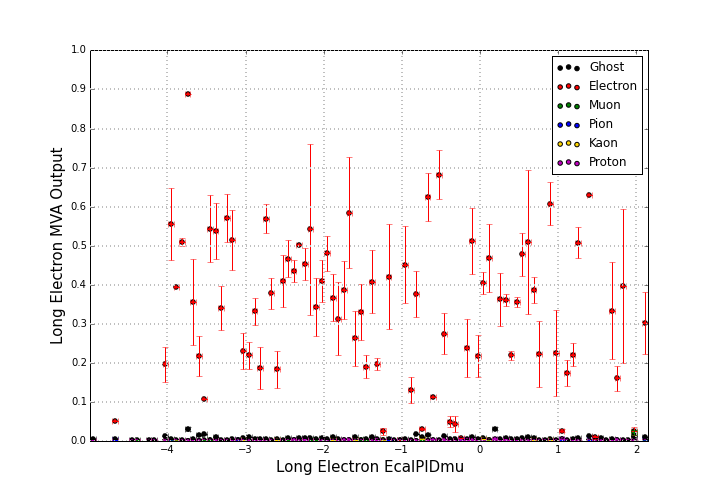 1.0
0.9
0.8
0.7
0.6
0.5
0.4
0.3
0.2
0.1
0.0
Long Electron MVA Output
Ghost
Electron
Muon
Pion
Kaon
Proton
−4 −3 −2 −1 0 1 2
Long Electron EcalPIDmu